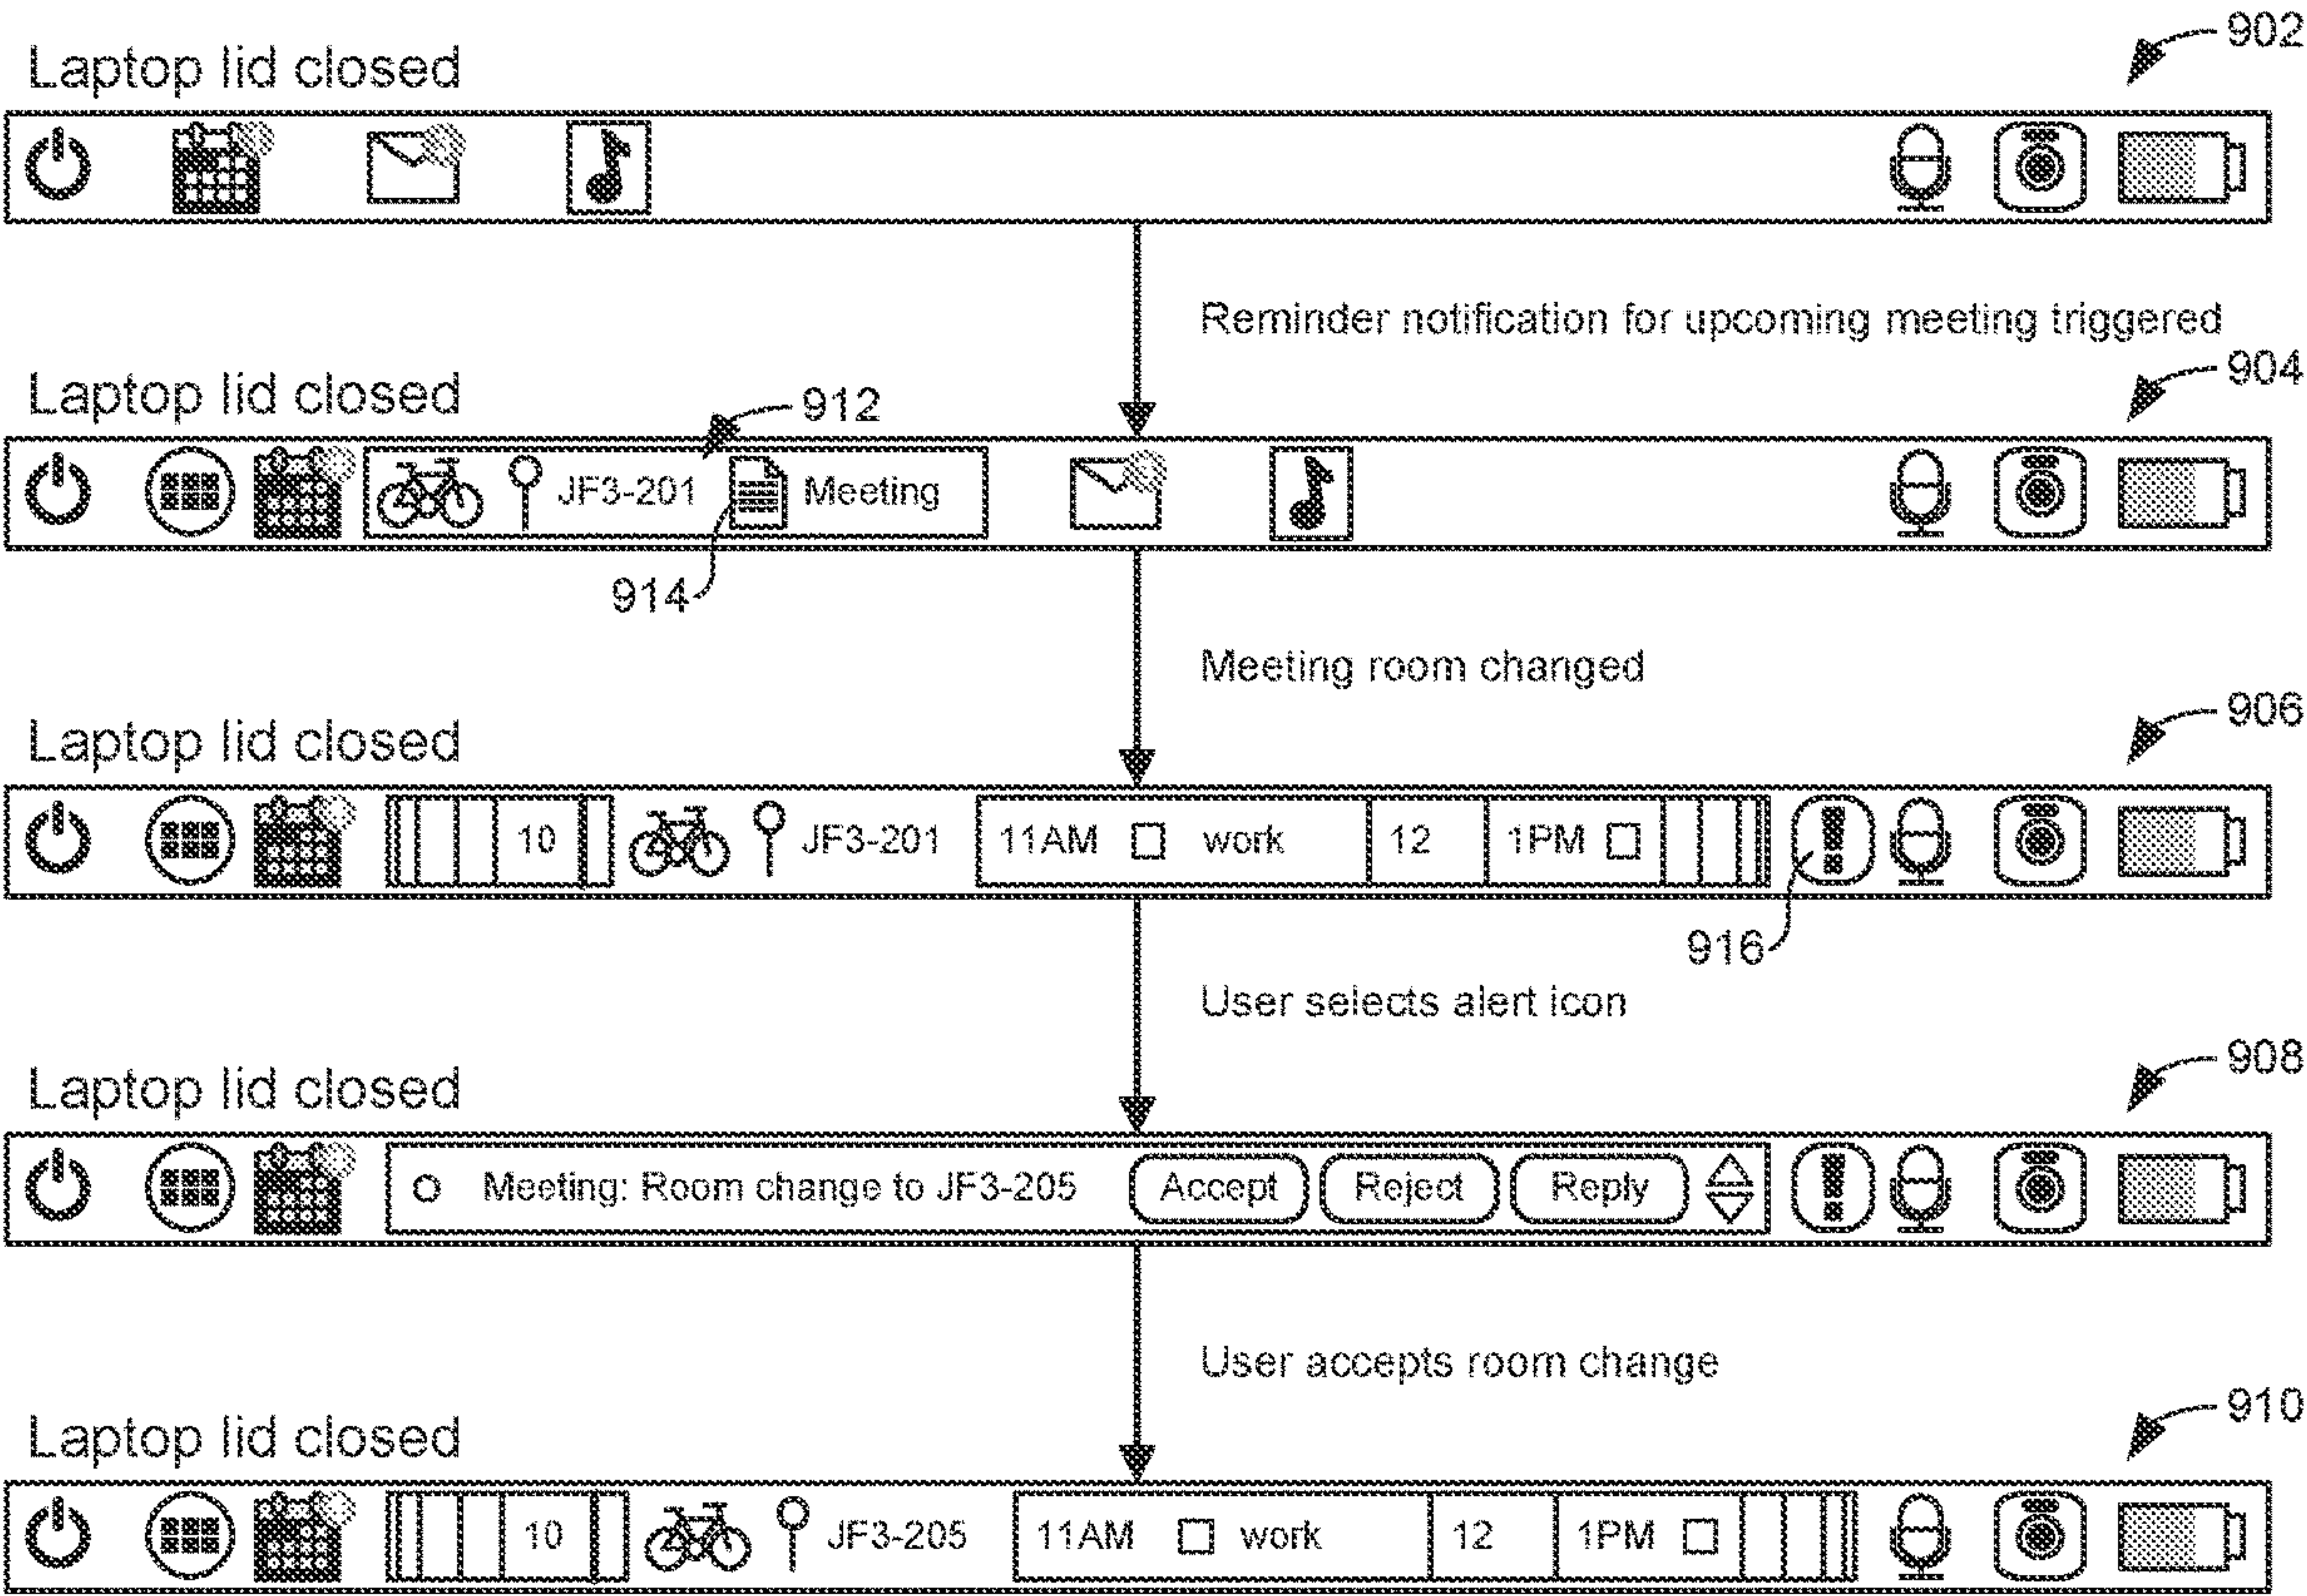 902
Laptop lid closed
Reminder notification for upcoming meeting triggered
904
Laptop lid closed
912
JF3-201 Meeting
914
Meeting room changed
906
Laptop lid closed
10 JF3-201 11AM work 12 1PM
916
User selects alert icon
908
Laptop lid closed
Meeting: Room change to JF3-205 Accept Reject Reply
User accepts room change
910
Laptop lid closed
10 JF3-205 11AM work 12 1PM